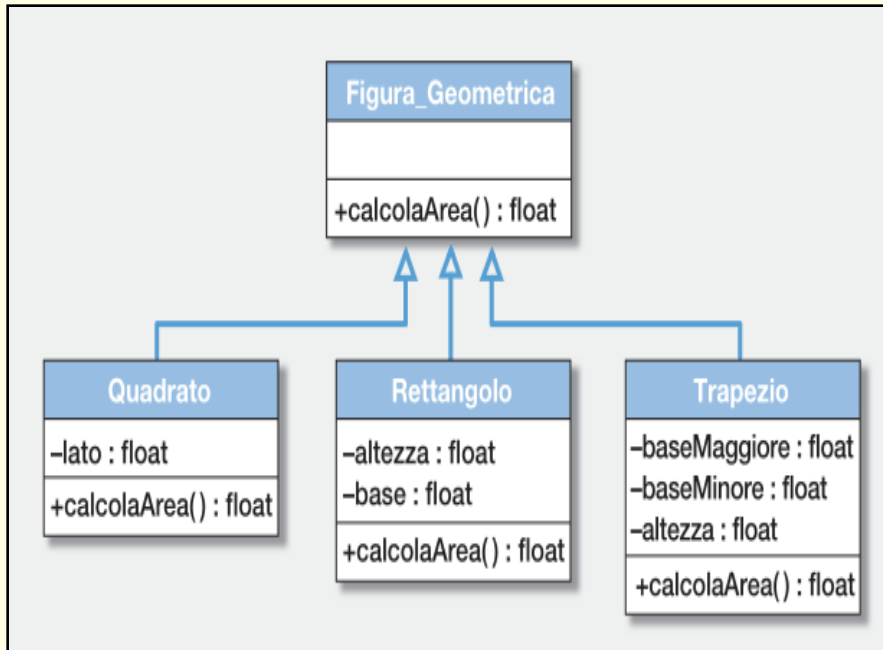 Figura_Geometrica
+calcolaArea() : float
Quadrato
–lato : float
+calcolaArea() : float
Rettangolo
–altezza : float
–base : float
+calcolaArea() : float
Trapezio
–baseMaggiore : float
–baseMinore : float
–altezza : float
+calcolaArea() : float